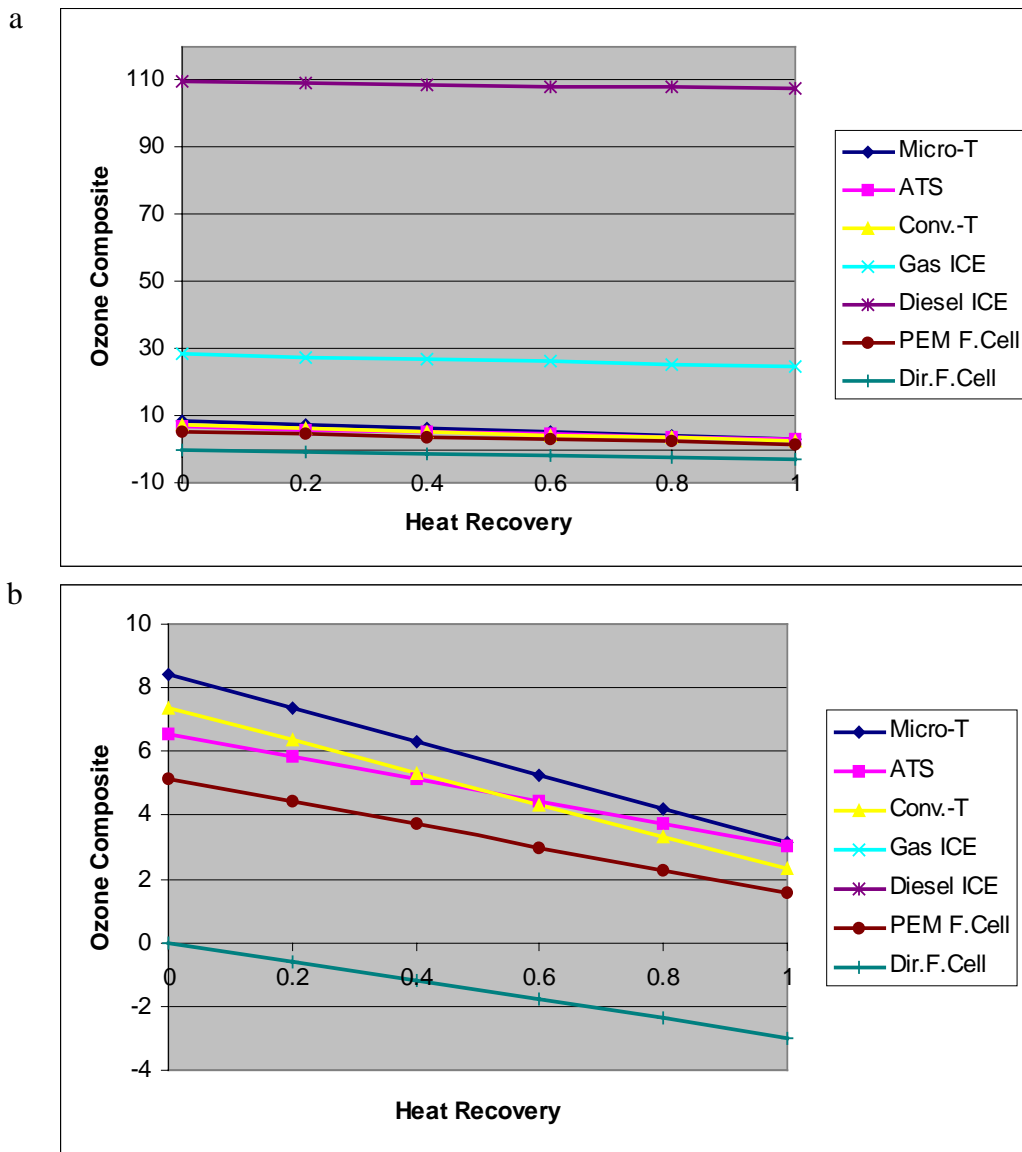 a
110
90
70
50
30
10
-10
Ozone Composite
0 0.2 0.4 0.6 0.8 1
Heat Recovery
Micro-T
ATS
Conv.-T
Gas ICE
Diesel ICE
PEM F.Cell
Dir.F.Cell
b
10
8
6
4
2
0
-2
-4
Ozone Composite
0 0.2 0.4 0.6 0.8 1
Heat Recovery
Micro-T
ATS
Conv.-T
Gas ICE
Diesel ICE
PEM F.Cell
Dir.F.Cell